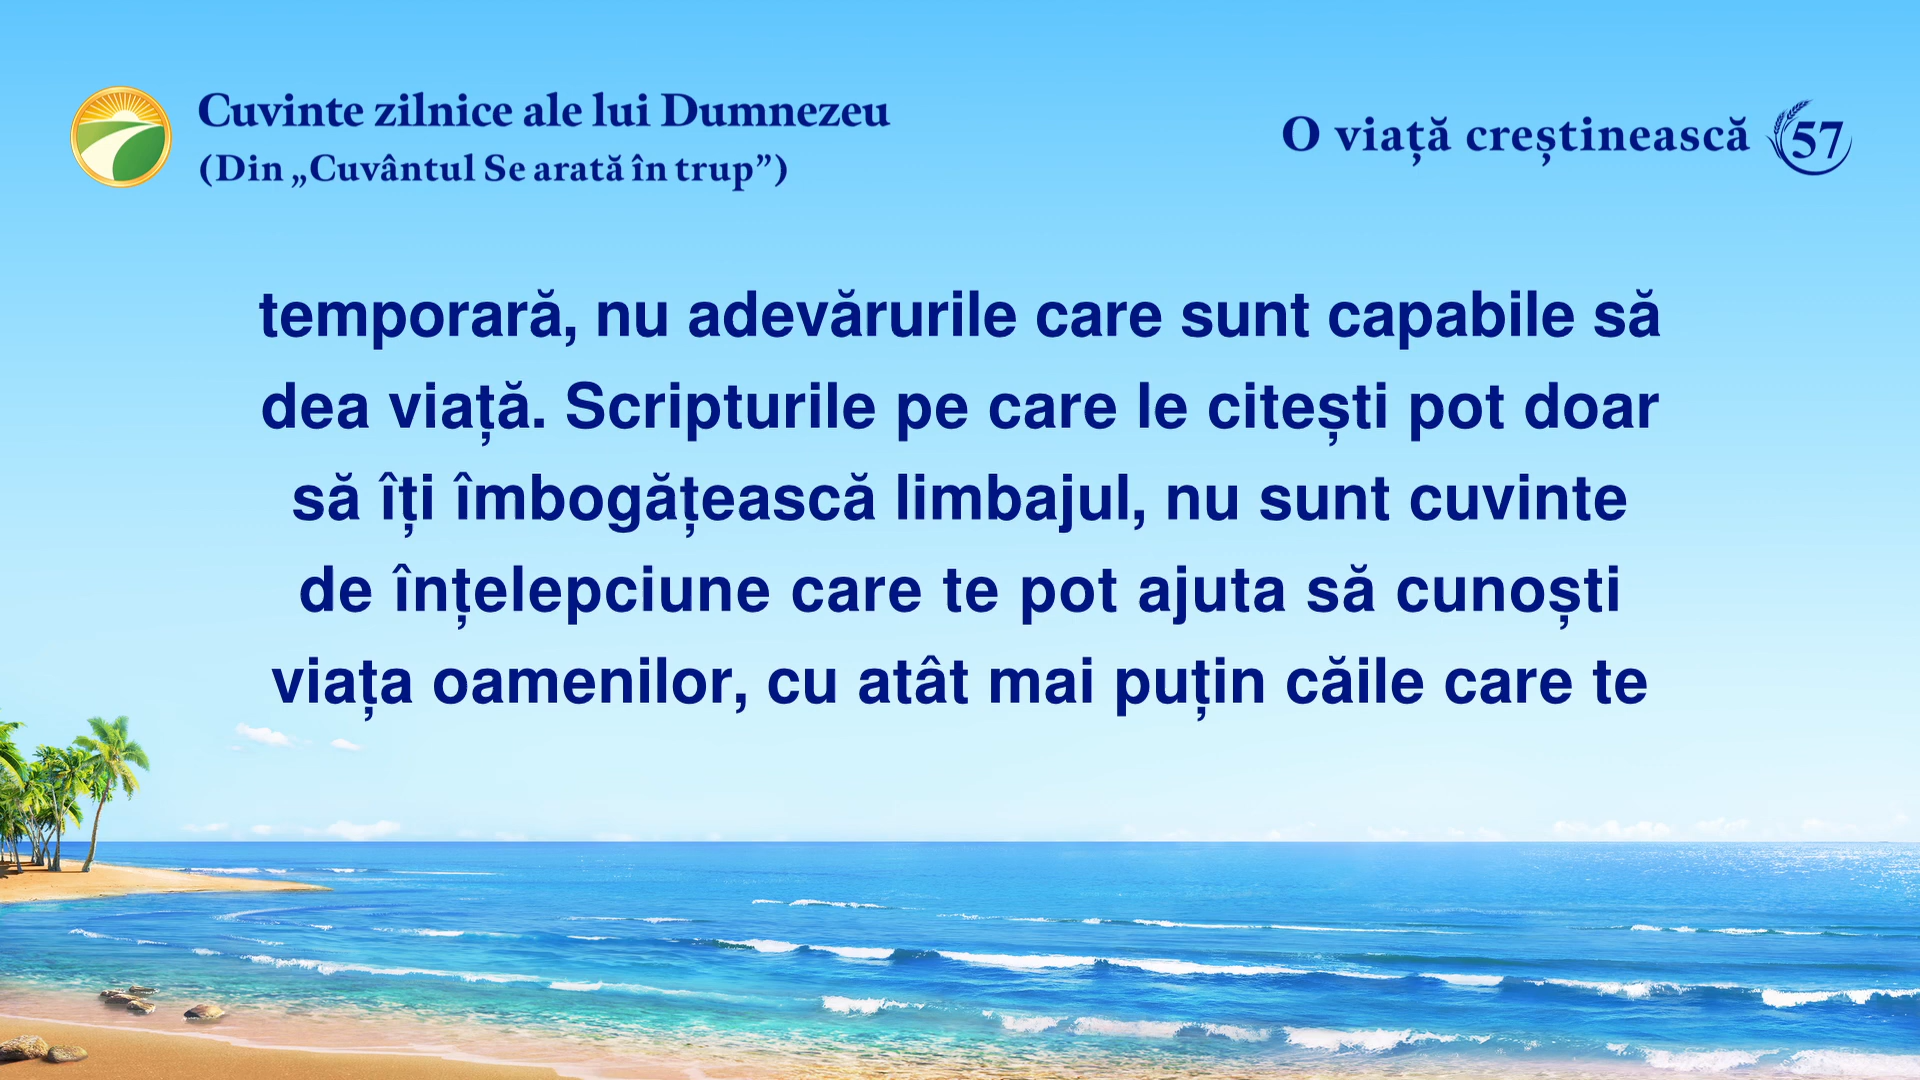 Cuvinte zilnice ale lui Dumnezeu
(Din „Cuvântul Se arată în trup”)
O viață creștinească 57
temporară, nu adevărurile care sunt capabile să
dea viață. Scripturile pe care le citești pot doar
să îți îmbogățească limbajul, nu sunt cuvinte
de înțelepciune care te pot ajuta să cunoști
viața oamenilor, cu atât mai puțin căile care te